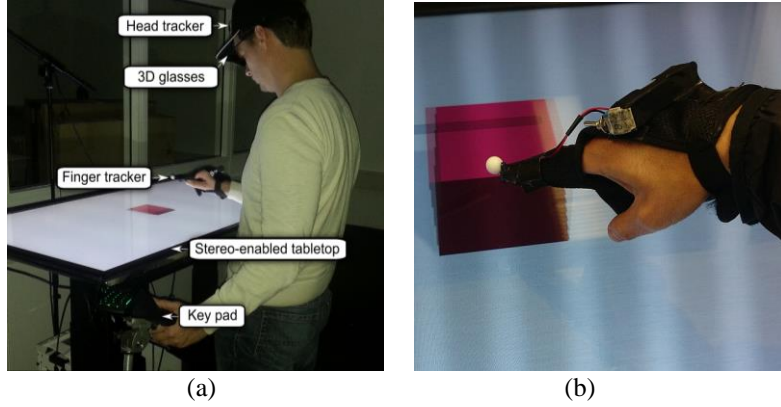 Head tracker
3D glasses
Finger tracker
Stereo-enabled tabletop
Key pad
(a)
(b)